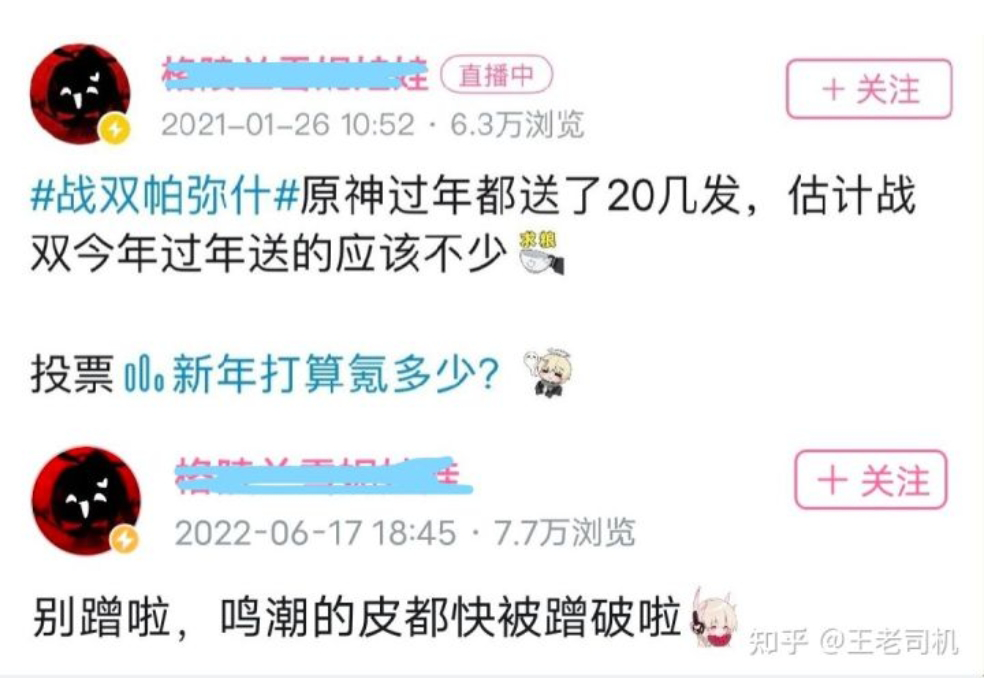 直播中
+ 关注
2021-01-26 10:52 · 6.3万浏览
#战双帕弥什#原神过年都送了20几发，估计战
双今年过年送的应该不少
求粮
投票 新年打算氪多少?
+ 关注
2022-06-17 18:45 · 7.7万浏览
别蹭啦，鸣潮的皮都快被蹭破啦
知乎 @王老司机